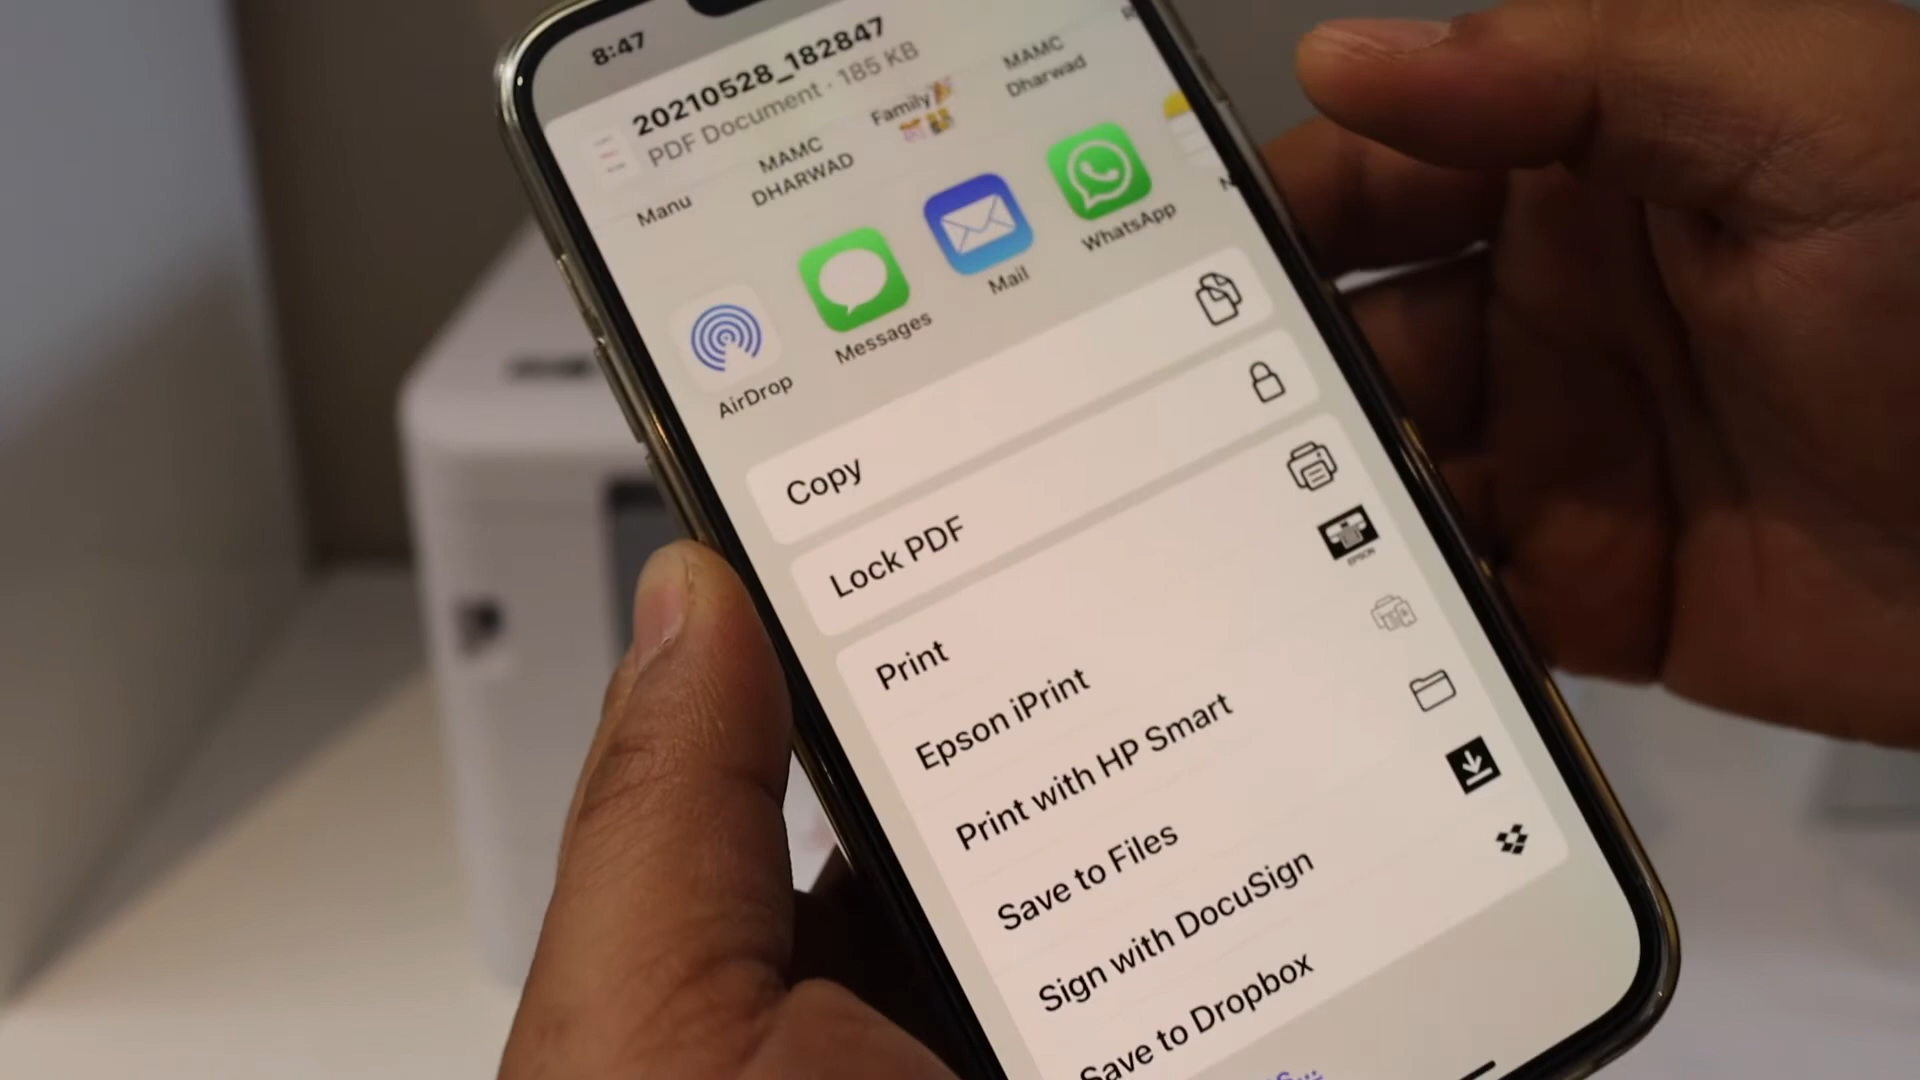 8:47
20210528_182847
PDF Document · 185 KB
Manu
MAMC
DHARWAD
Family🎉
MAMC
Dharwad
AirDrop
Messages
Mail
WhatsApp
Copy
Lock PDF
Print
Epson iPrint
EPSON
Print with HP Smart
Save to Files
Sign with DocuSign
Save to Dropbox